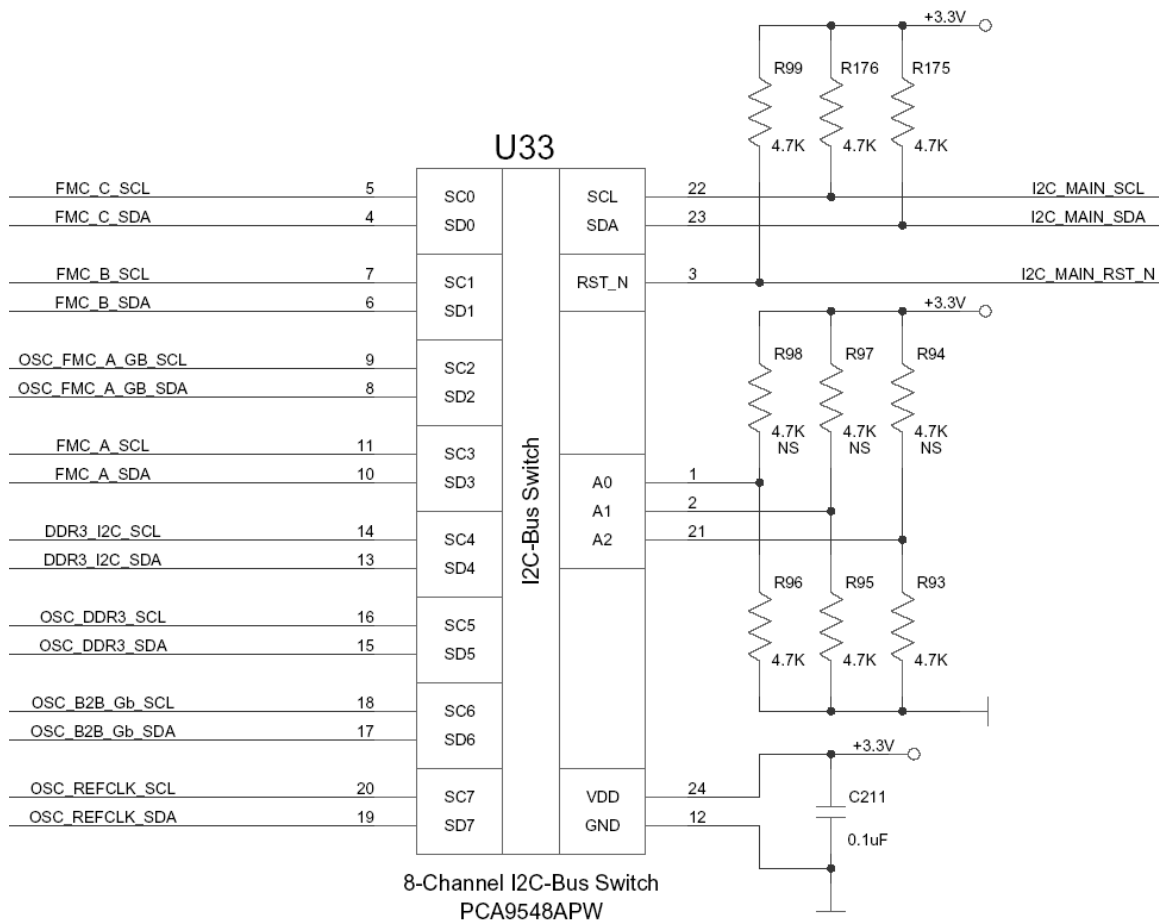 +3.3V
R99 R176 R175
4.7K 4.7K 4.7K
U33
FMC_C_SCL 5 SC0 SCL 22 I2C_MAIN_SCL
FMC_C_SDA 4 SD0 SDA 23 I2C_MAIN_SDA
FMC_B_SCL 7 SC1 RST_N 3 I2C_MAIN_RST_N
FMC_B_SDA 6 SD1 +3.3V
OSC_FMC_A_GB_SCL 9 SC2 R98 R97 R94
OSC_FMC_A_GB_SDA 8 SD2
4.7K 4.7K 4.7K
NS NS NS
FMC_A_SCL 11 SC3
FMC_A_SDA 10 SD3 A0 1
A1 2
DDR3_I2C_SCL 14 SC4 A2 21
DDR3_I2C_SDA 13 SD4
I2C-Bus Switch
R96 R95 R93
OSC_DDR3_SCL 16 SC5
OSC_DDR3_SDA 15 SD5 4.7K 4.7K 4.7K
OSC_B2B_Gb_SCL 18 SC6
OSC_B2B_Gb_SDA 17 SD6 +3.3V
OSC_REFCLK_SCL 20 SC7 VDD 24 C211
OSC_REFCLK_SDA 19 SD7 GND 12 0.1uF
8-Channel I2C-Bus Switch
PCA9548APW